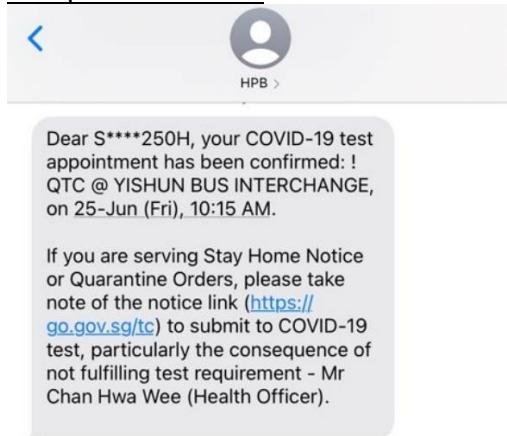 HPB >
Dear S****250H, your COVID-19 test
appointment has been confirmed: !
QTC @ YISHUN BUS INTERCHANGE,
on 25-Jun (Fri), 10:15 AM.
If you are serving Stay Home Notice
or Quarantine Orders, please take
note of the notice link (https://
go.gov.sg/tc) to submit to COVID-19
test, particularly the consequence of
not fulfilling test requirement - Mr
Chan Hwa Wee (Health Officer).